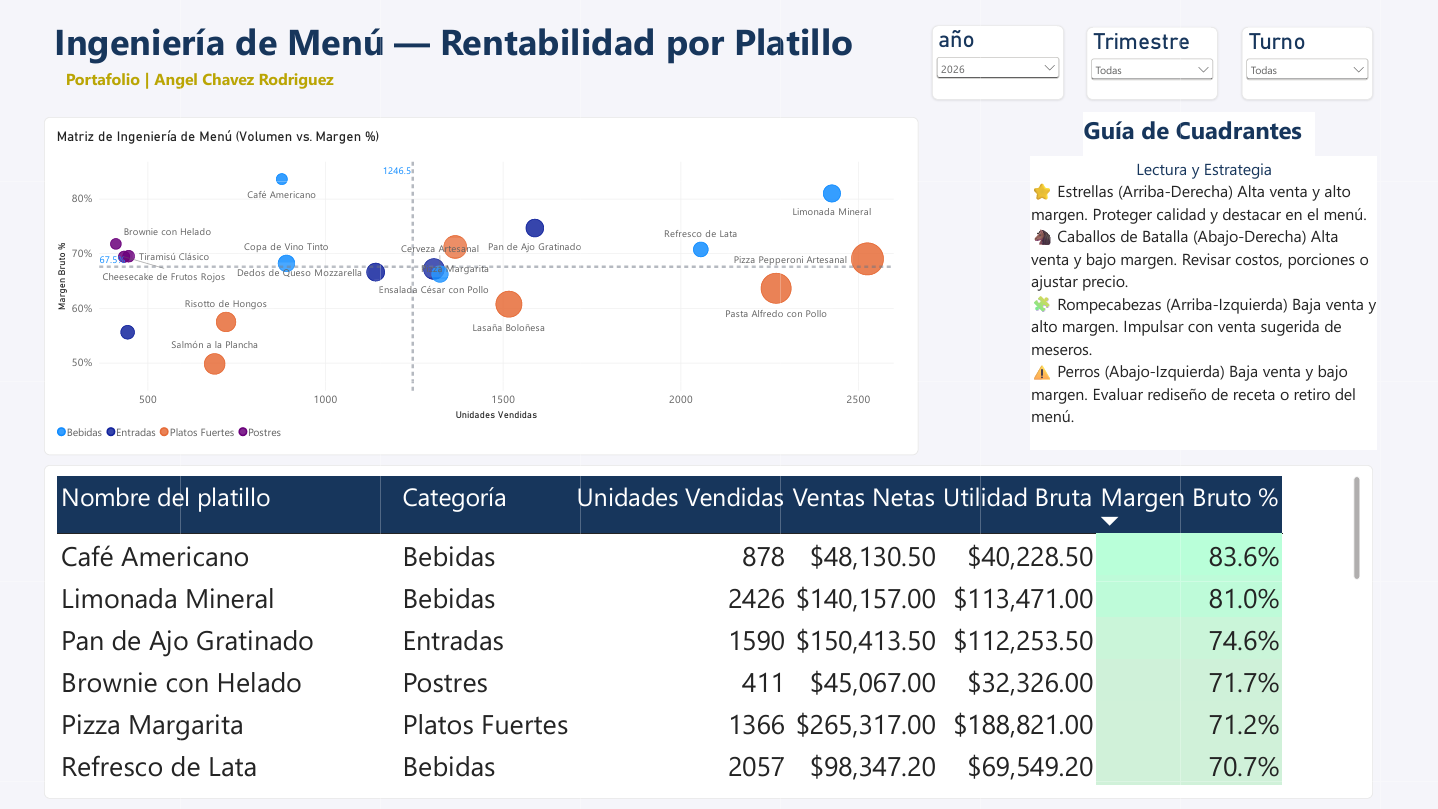 Ingeniería de Menú — Rentabilidad por Platillo
Portafolio | Angel Chavez Rodriguez
año
2026
Trimestre
Todas
Turno
Todas
Matriz de Ingeniería de Menú (Volumen vs. Margen %)
Margen Bruto %
80%
70%
60%
50%
1246.5
67.5
Café Americano
Limonada Mineral
Brownie con Helado
Copa de Vino Tinto
Cerveza Artesanal
Pan de Ajo Gratinado
Refresco de Lata
Tiramisú Clásico
Pizza Pepperoni Artesanal
Cheesecake de Frutos Rojos
Dedos de Queso Mozzarella
Margarita
Ensalada César con Pollo
Risotto de Hongos
Lasaña Boloñesa
Pasta Alfredo con Pollo
Salmón a la Plancha
500
1000
1500
2000
2500
Unidades Vendidas
Bebidas
Entradas
Platos Fuertes
Postres
Guía de Cuadrantes
Lectura y Estrategia
⭐ Estrellas (Arriba-Derecha) Alta venta y alto
margen. Proteger calidad y destacar en el menú.
🐴 Caballos de Batalla (Abajo-Derecha) Alta
venta y bajo margen. Revisar costos, porciones o
ajustar precio.
🧩 Rompecabezas (Arriba-Izquierda) Baja venta y
alto margen. Impulsar con venta sugerida de
meseros.
⚠️ Perros (Abajo-Izquierda) Baja venta y bajo
margen. Evaluar rediseño de receta o retiro del
menú.
Nombre del platillo Categoría Unidades Vendidas Ventas Netas Utilidad Bruta Margen Bruto %
Café Americano Bebidas 878 $48,130.50 $40,228.50 83.6%
Limonada Mineral Bebidas 2426 $140,157.00 $113,471.00 81.0%
Pan de Ajo Gratinado Entradas 1590 $150,413.50 $112,253.50 74.6%
Brownie con Helado Postres 411 $45,067.00 $32,326.00 71.7%
Pizza Margarita Platos Fuertes 1366 $265,317.00 $188,821.00 71.2%
Refresco de Lata Bebidas 2057 $98,347.20 $69,549.20 70.7%